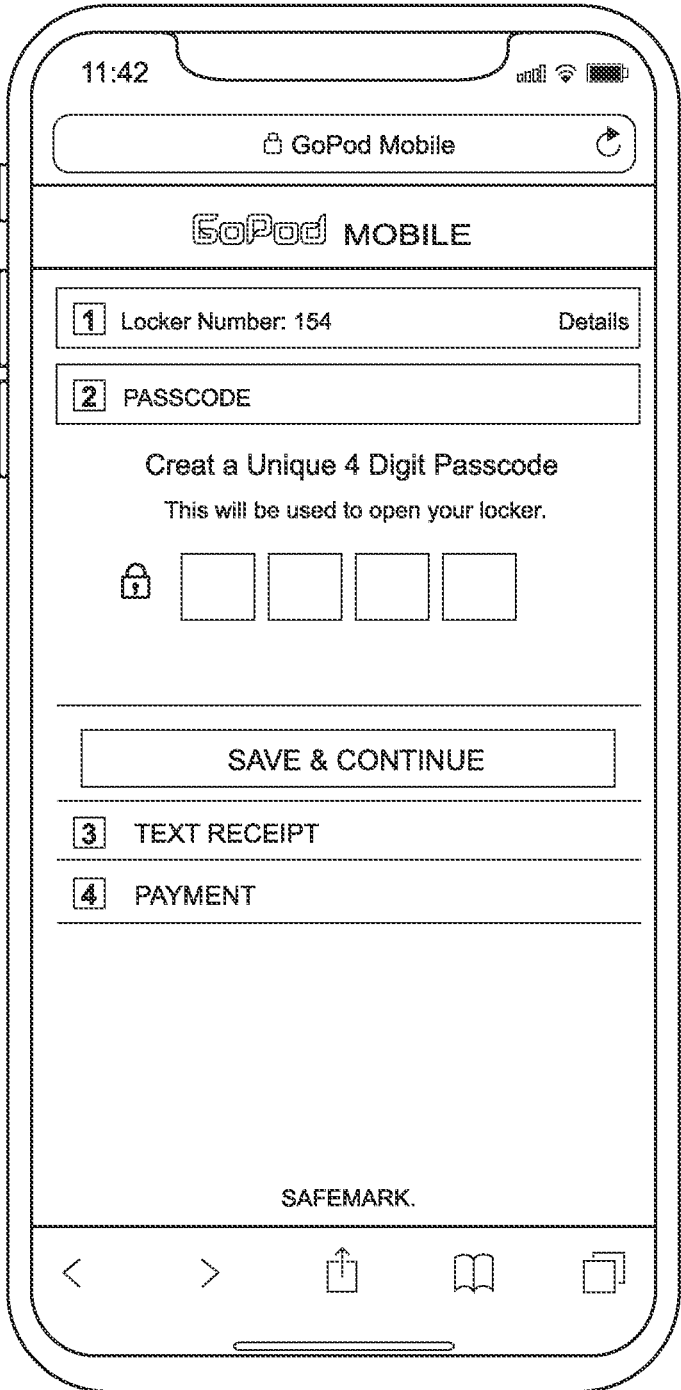 11:42
GoPod Mobile
GoPod MOBILE
1 Locker Number: 154 Details
2 PASSCODE
Creat a Unique 4 Digit Passcode
This will be used to open your locker.
SAVE & CONTINUE
3 TEXT RECEIPT
4 PAYMENT
SAFEMARK.